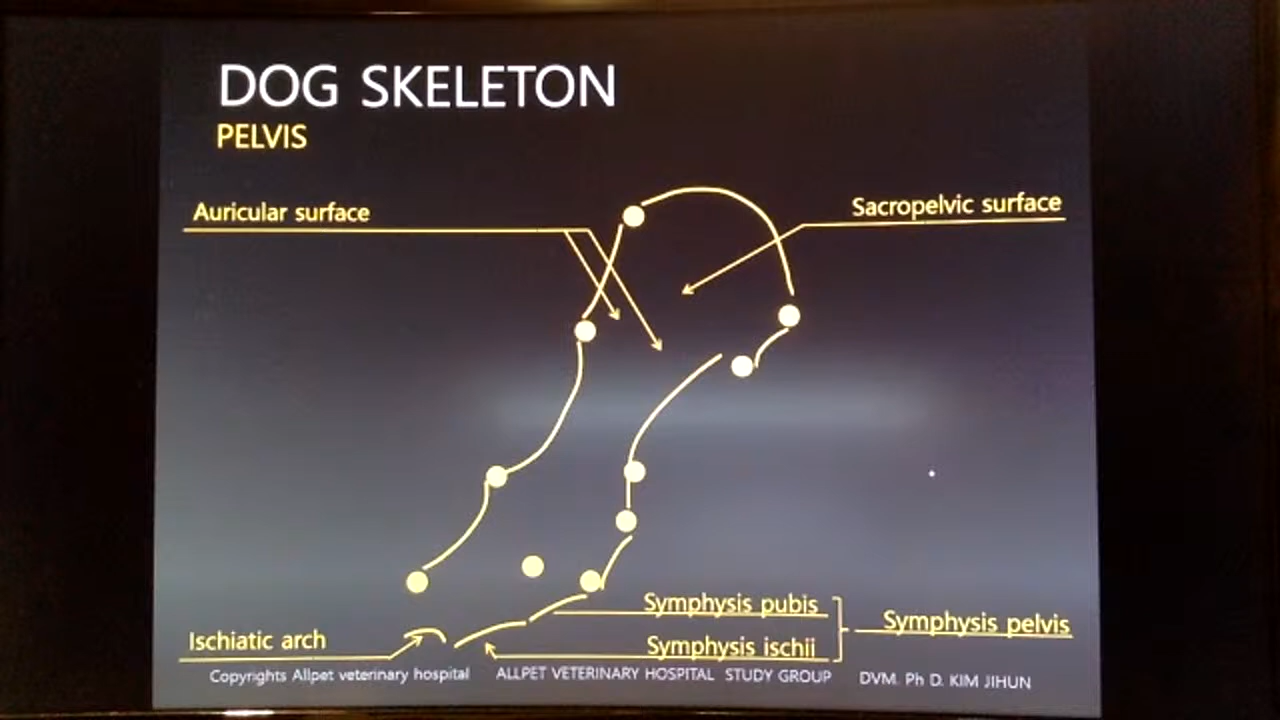 DOG SKELETON
PELVIS
Auricular surface
Sacropelvic surface
Symphysis pubis
Symphysis pelvis
Ischiatic arch
Symphysis ischii
Copyrights Allpet veterinary hospital ALLPET VETERINARY HOSPITAL STUDY GROUP DVM. Ph D. KIM JIHUN